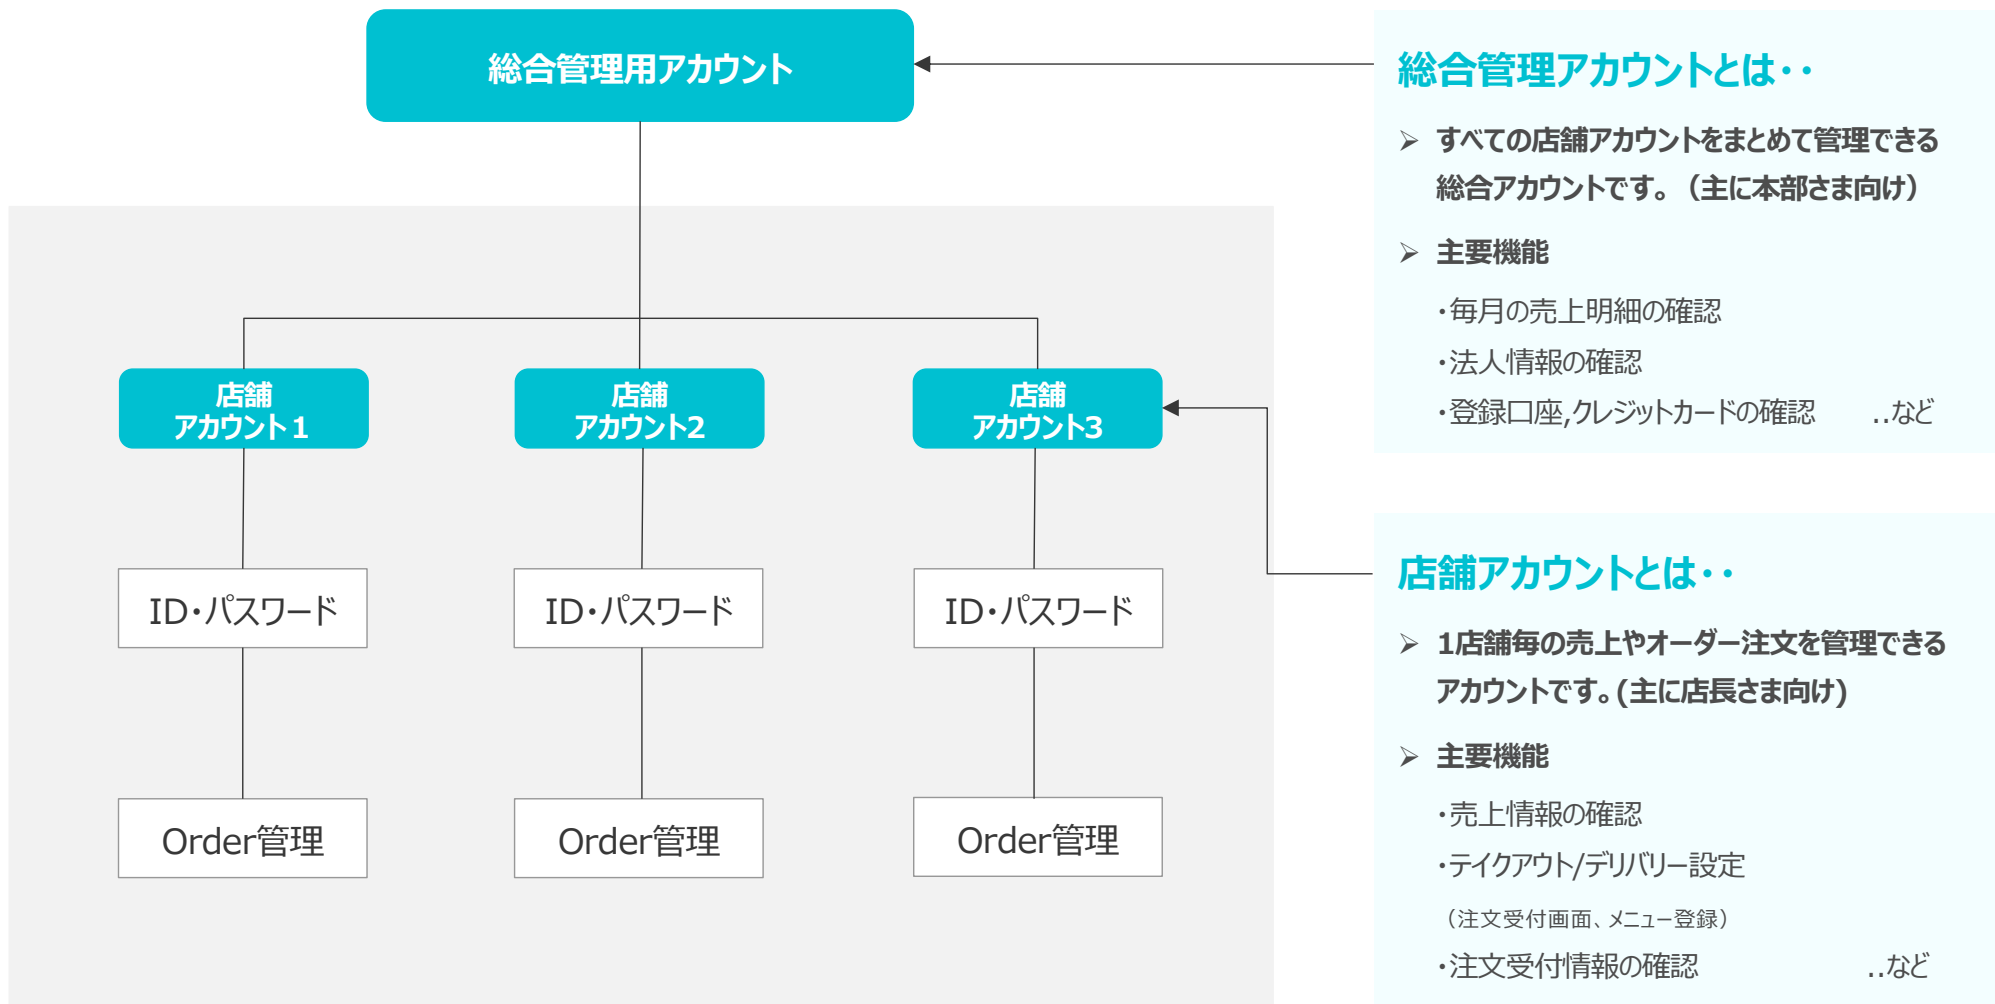 総合管理用アカウント
店舗
アカウント１
店舗
アカウント2
店舗
アカウント3
ID・パスワード
ID・パスワード
ID・パスワード
Order管理
Order管理
Order管理
総合管理アカウントとは・・
➢ すべての店舗アカウントをまとめて管理できる
総合アカウントです。（主に本部さま向け）
➢ 主要機能
・毎月の売上明細の確認
・法人情報の確認
・登録口座,クレジットカードの確認　　..など
店舗アカウントとは・・
➢ 1店舗毎の売上やオーダー注文を管理できる
アカウントです。(主に店長さま向け)
➢ 主要機能
・売上情報の確認
・テイクアウト/デリバリー設定
（注文受付画面、メニュー登録）
・注文受付情報の確認　　..など